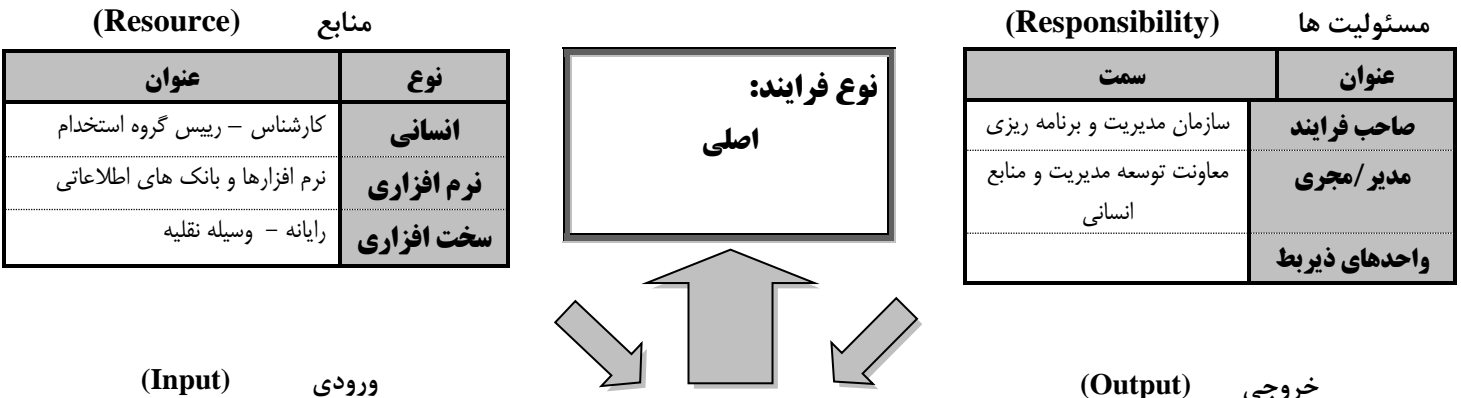 مسئولیت ها (Responsibility)
عنوان سمت
صاحب فرایند سازمان مدیریت و برنامه ریزی
مدیر/مجری معاونت توسعه مدیریت و منابع
انسانی
واحدهای ذیربط
نوع فرایند:
اصلی
منابع (Resource)
نوع عنوان
انسانی کارشناس – رییس گروه استخدام
نرم افزاری نرم افزارها و بانک های اطلاعاتی
سخت افزاری رایانه – وسیله نقلیه
خروجی (Output)
ورودی (Input)